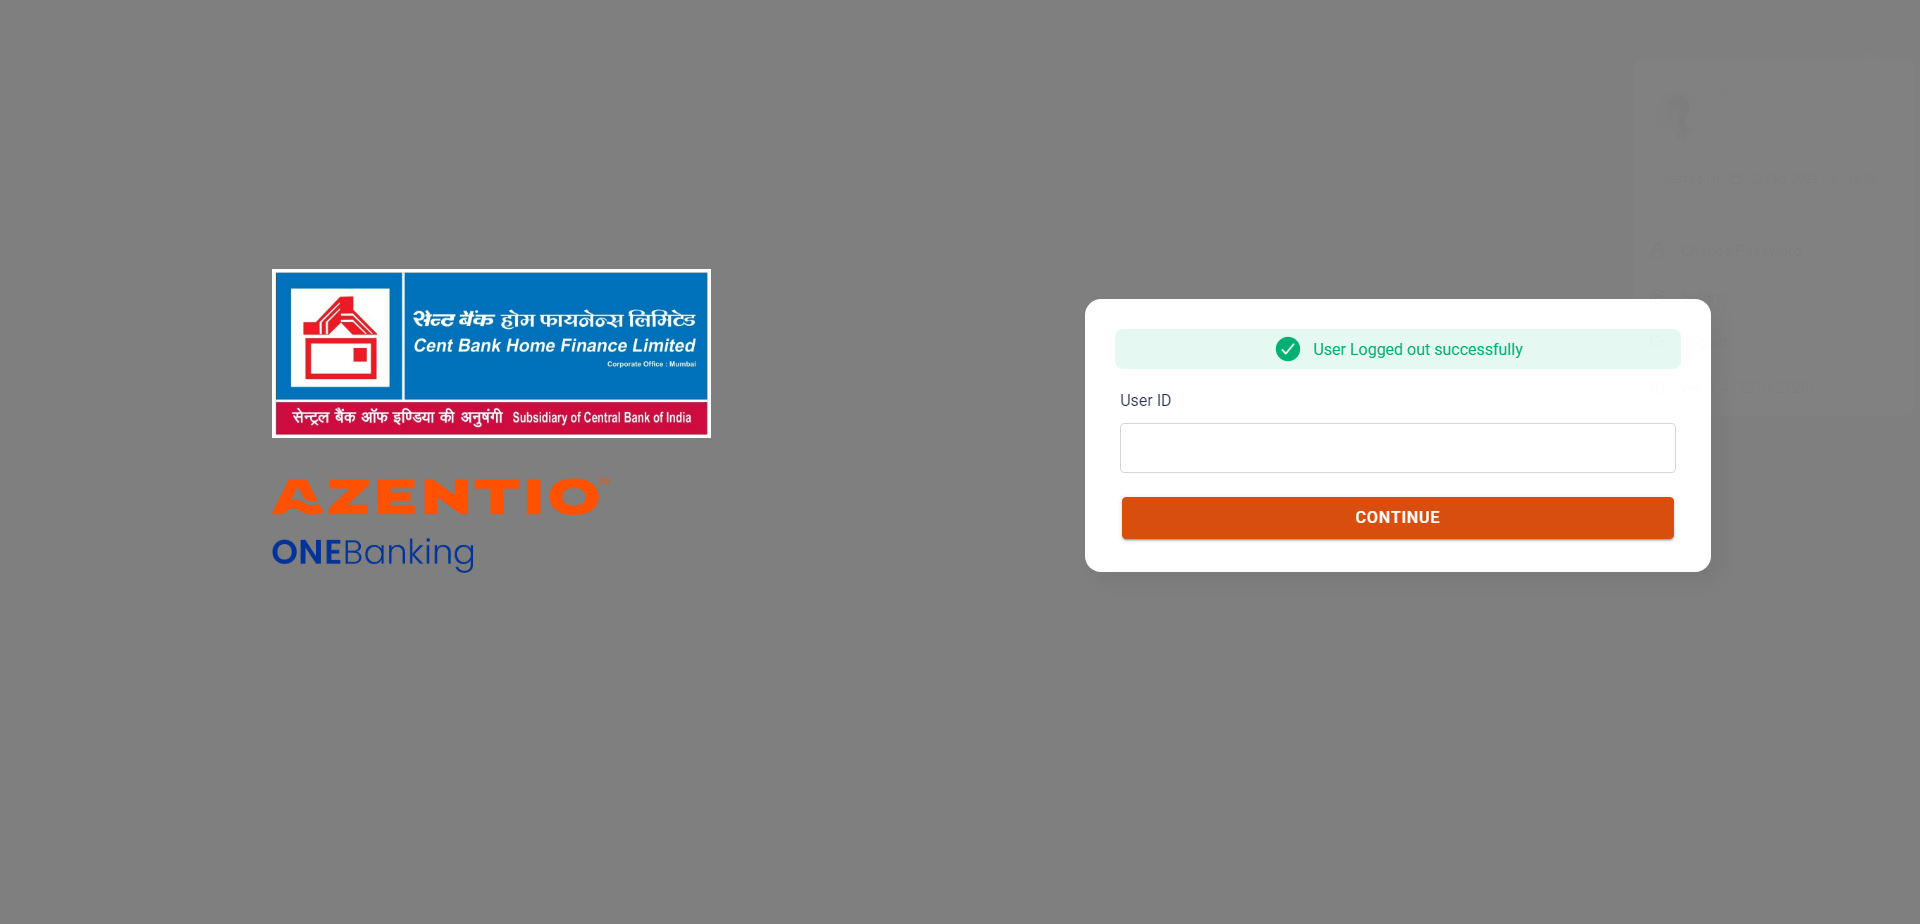 सेन्ट बैंक होम फायनेन्स लिमिटेड
Cent Bank Home Finance Limited
Corporate Office : Mumbai
सेन्ट्रल बैंक ऑफ इण्डिया की अनुषंगी Subsidiary of Central Bank of India
AZENTIO
ONEBanking
User Logged out successfully
User ID
CONTINUE